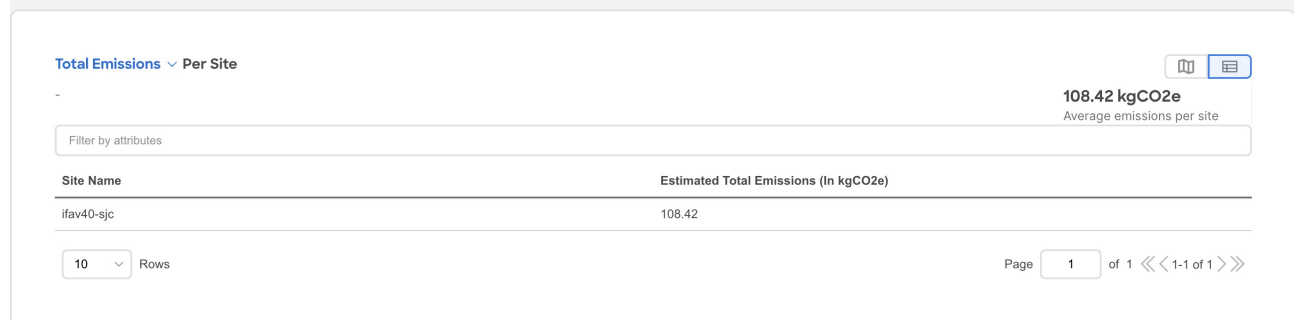 Total Emissions Per Site
-
108.42 kgCO2e
Average emissions per site
Filter by attributes
Site Name Estimated Total Emissions (In kgCO2e)
ifav40-sjc 108.42
10 Rows Page 1 of 1 1-1 of 1